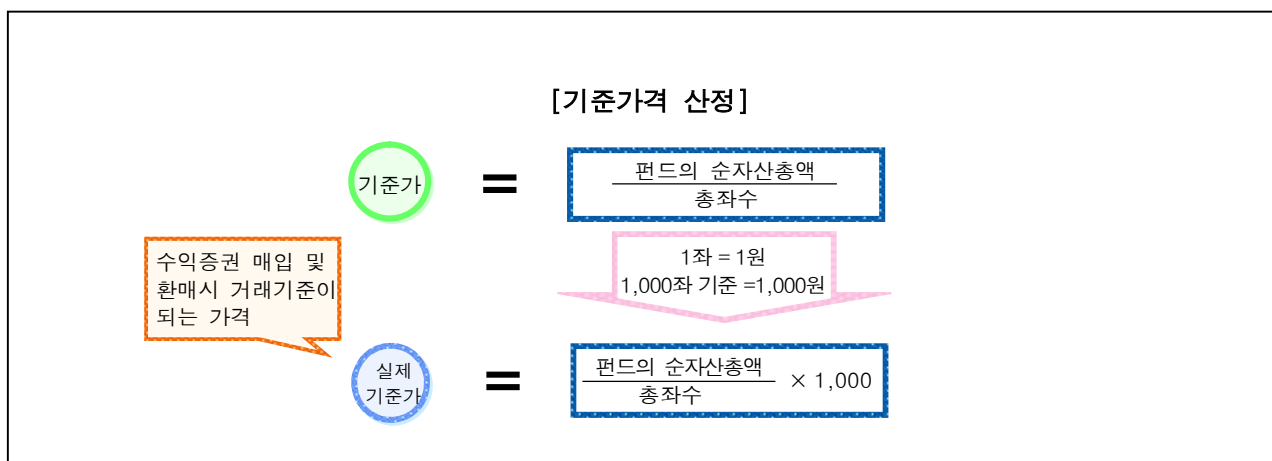 [기준가격 산정]
기준가
=
펀드의 순자산총액
총좌수
1좌 = 1원
1,000좌 기준 =1,000원
수익증권 매입 및
환매시 거래기준이
되는 가격
실제
기준가
=
펀드의 순자산총액
총좌수
× 1,000